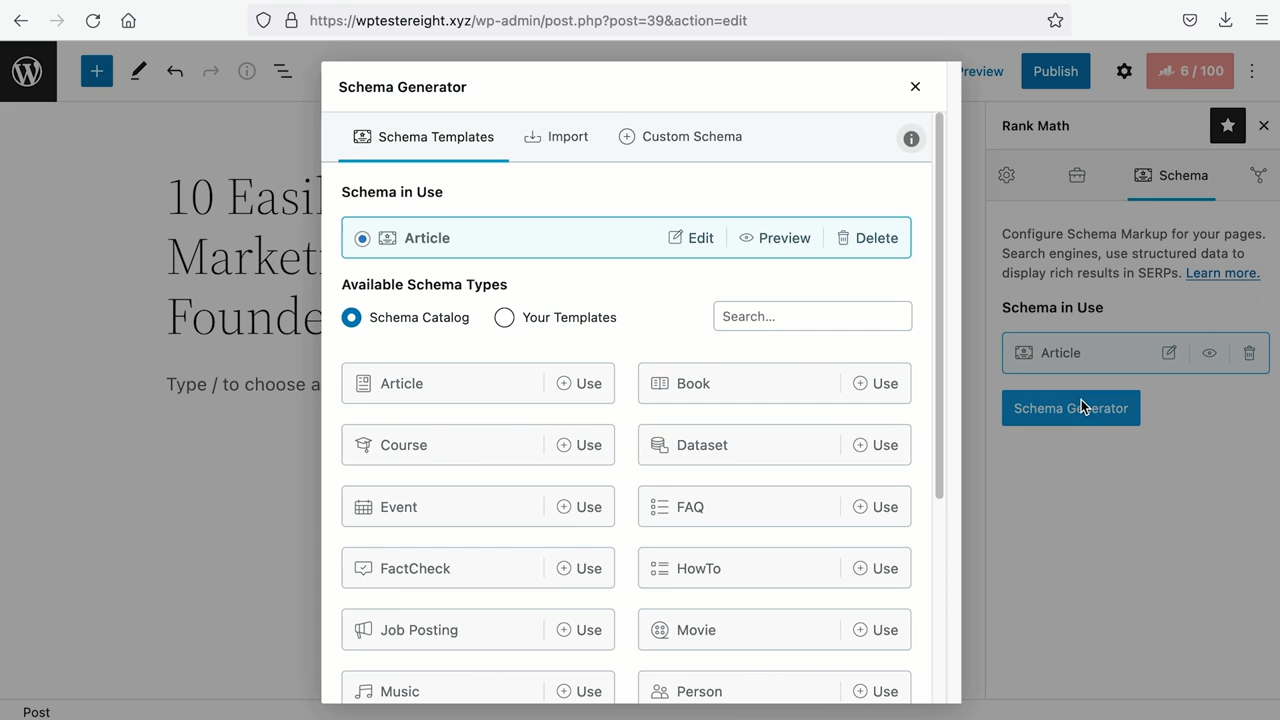 https://wptestereight.xyz/wp-admin/post.php?post=39&action=edit
Preview
Publish
6 / 100
Schema Generator
Schema Templates
Import
Custom Schema
Schema in Use
Article
Edit
Preview
Delete
Available Schema Types
Schema Catalog
Your Templates
Search...
Article
Use
Book
Use
Course
Use
Dataset
Use
Event
Use
FAQ
Use
FactCheck
Use
HowTo
Use
Job Posting
Use
Movie
Use
Music
Use
Person
Use
10
Type / to choose a
Rank Math
Schema
Configure Schema Markup for your pages.
Search engines, use structured data to
display rich results in SERPs. Learn more.
Schema in Use
Article
Schema Generator
Post